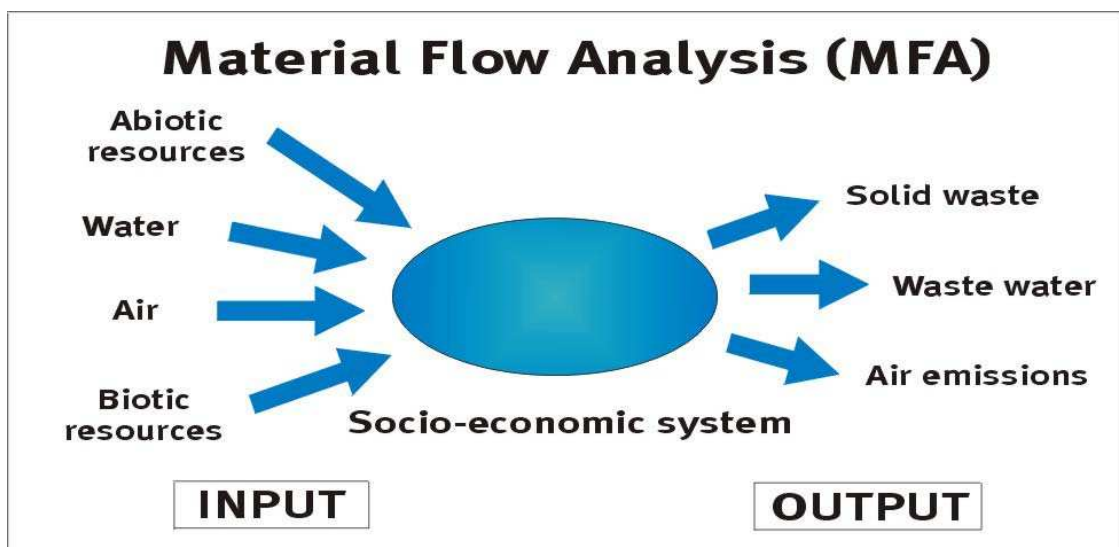 Material Flow Analysis (MFA)
Abiotic
resources
Water
Air
Biotic
resources
Socio-economic system
Solid waste
Waste water
Air emissions
INPUT
OUTPUT